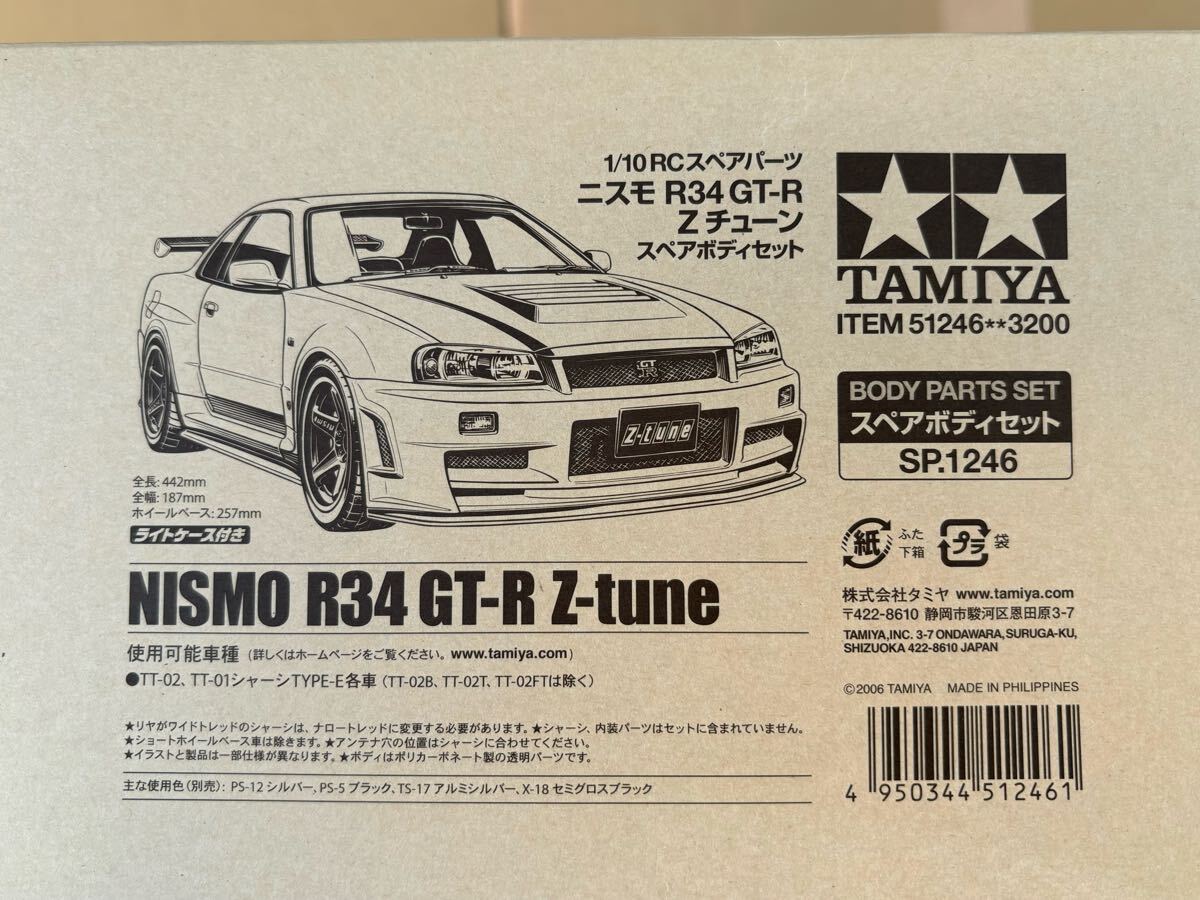 1/10 RCスペアパーツ
ニスモ R34 GT-R
Z チューン
スペアボディセット
TAMIYA
ITEM 51246**3200
BODY PARTS SET
スペアボディセット
SP.1246
GT
R
Z-tune
nismo
全長: 442mm
全幅: 187mm
ホイールベース: 257mm
ライトケース付き
紙
ふた
下箱
プラ
袋
NISMO R34 GT-R Z-tune
株式会社タミヤ www.tamiya.com
〒422-8610 静岡市駿河区恩田原3-7
TAMIYA,INC. 3-7 ONDAWARA,SURUGA-KU,
SHIZUOKA 422-8610 JAPAN
使用可能車種 (詳しくはホームページをご覧ください。www.tamiya.com)
●TT-02、TT-01シャーシTYPE-E各車 (TT-02B、TT-02T、TT-02FTは除く)
©2006 TAMIYA MADE IN PHILIPPINES
★リヤがワイドトレッドのシャーシは、ナロートレッドに変更する必要があります。★シャーシ、内装パーツはセットに含まれていません。
★ショートホイールベース車は除きます。★アンテナ穴の位置はシャーシに合わせてください。
★イラストと製品は一部仕様が異なります。★ボディはポリカーボネート製の透明パーツです。
主な使用色(別売): PS-12 シルバー, PS-5 ブラック, TS-17 アルミシルバー, X-18 セミグロスブラック
4 950344 512461